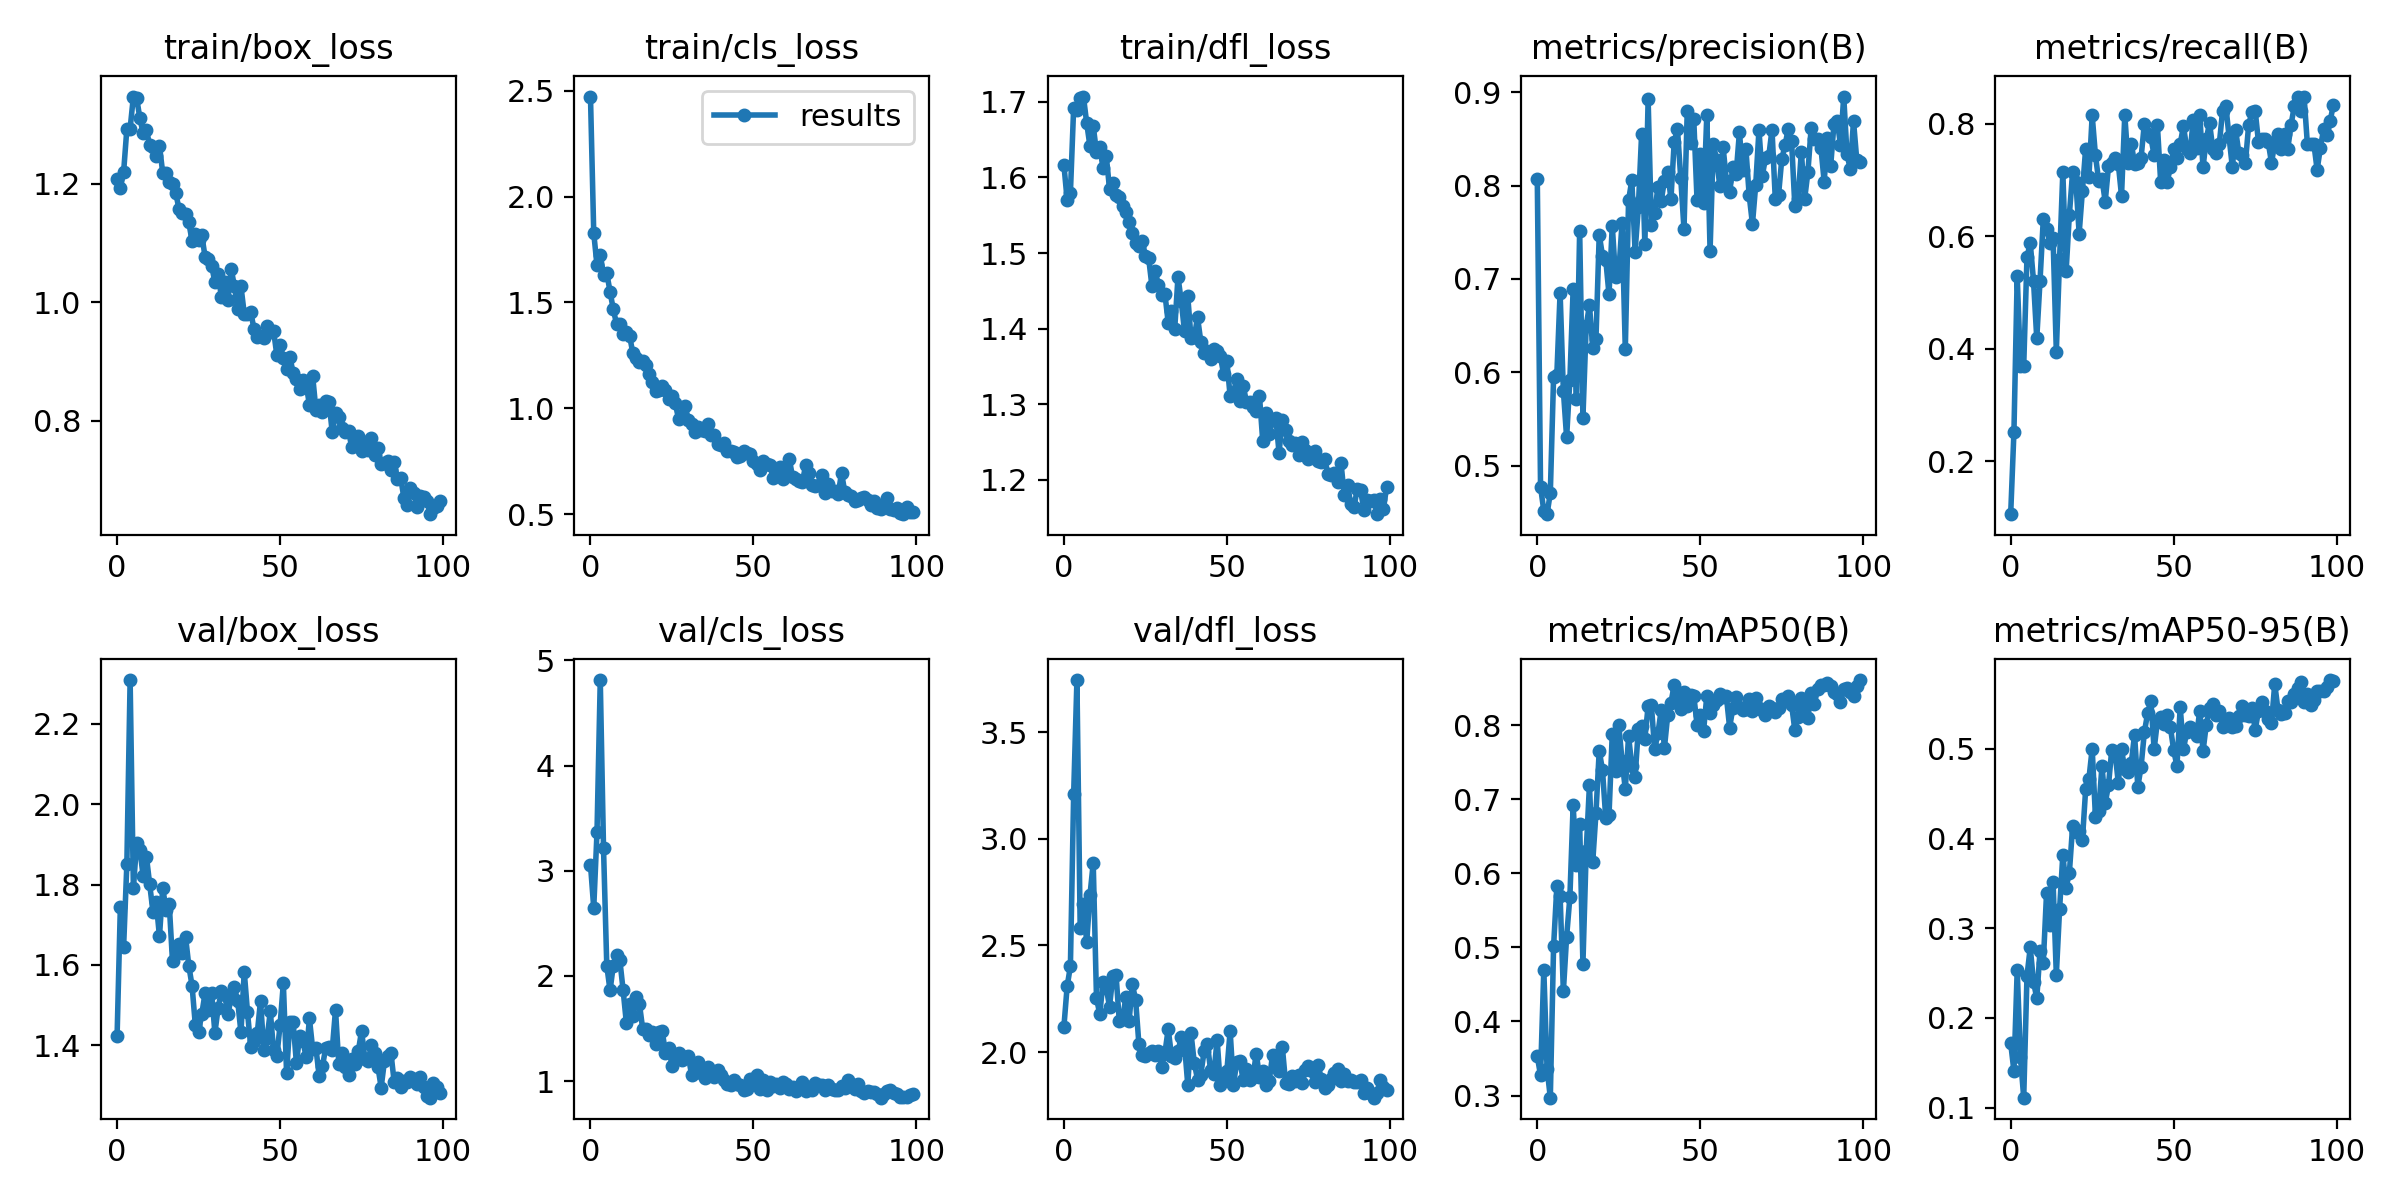 train/box_loss
1.2
1.0
0.8
0 50 100
train/cls_loss
results
2.5
2.0
1.5
1.0
0.5
0 50 100
train/dfl_loss
1.7
1.6
1.5
1.4
1.3
1.2
0 50 100
metrics/precision(B)
0.9
0.8
0.7
0.6
0.5
0 50 100
metrics/recall(B)
0.8
0.6
0.4
0.2
0 50 100
val/box_loss
2.2
2.0
1.8
1.6
1.4
0 50 100
val/cls_loss
5
4
3
2
1
0 50 100
val/dfl_loss
3.5
3.0
2.5
2.0
0 50 100
metrics/mAP50(B)
0.8
0.7
0.6
0.5
0.4
0.3
0 50 100
metrics/mAP50-95(B)
0.5
0.4
0.3
0.2
0.1
0 50 100